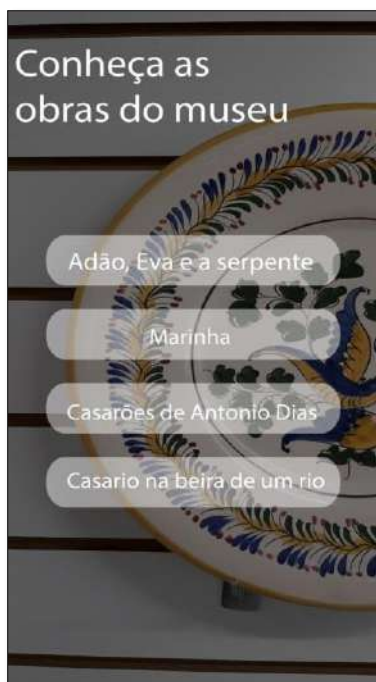 Conheça as
obras do museu
Adão, Eva e a serpente
Marinha
Casarões de Antonio Dias
Casario na beira de um rio